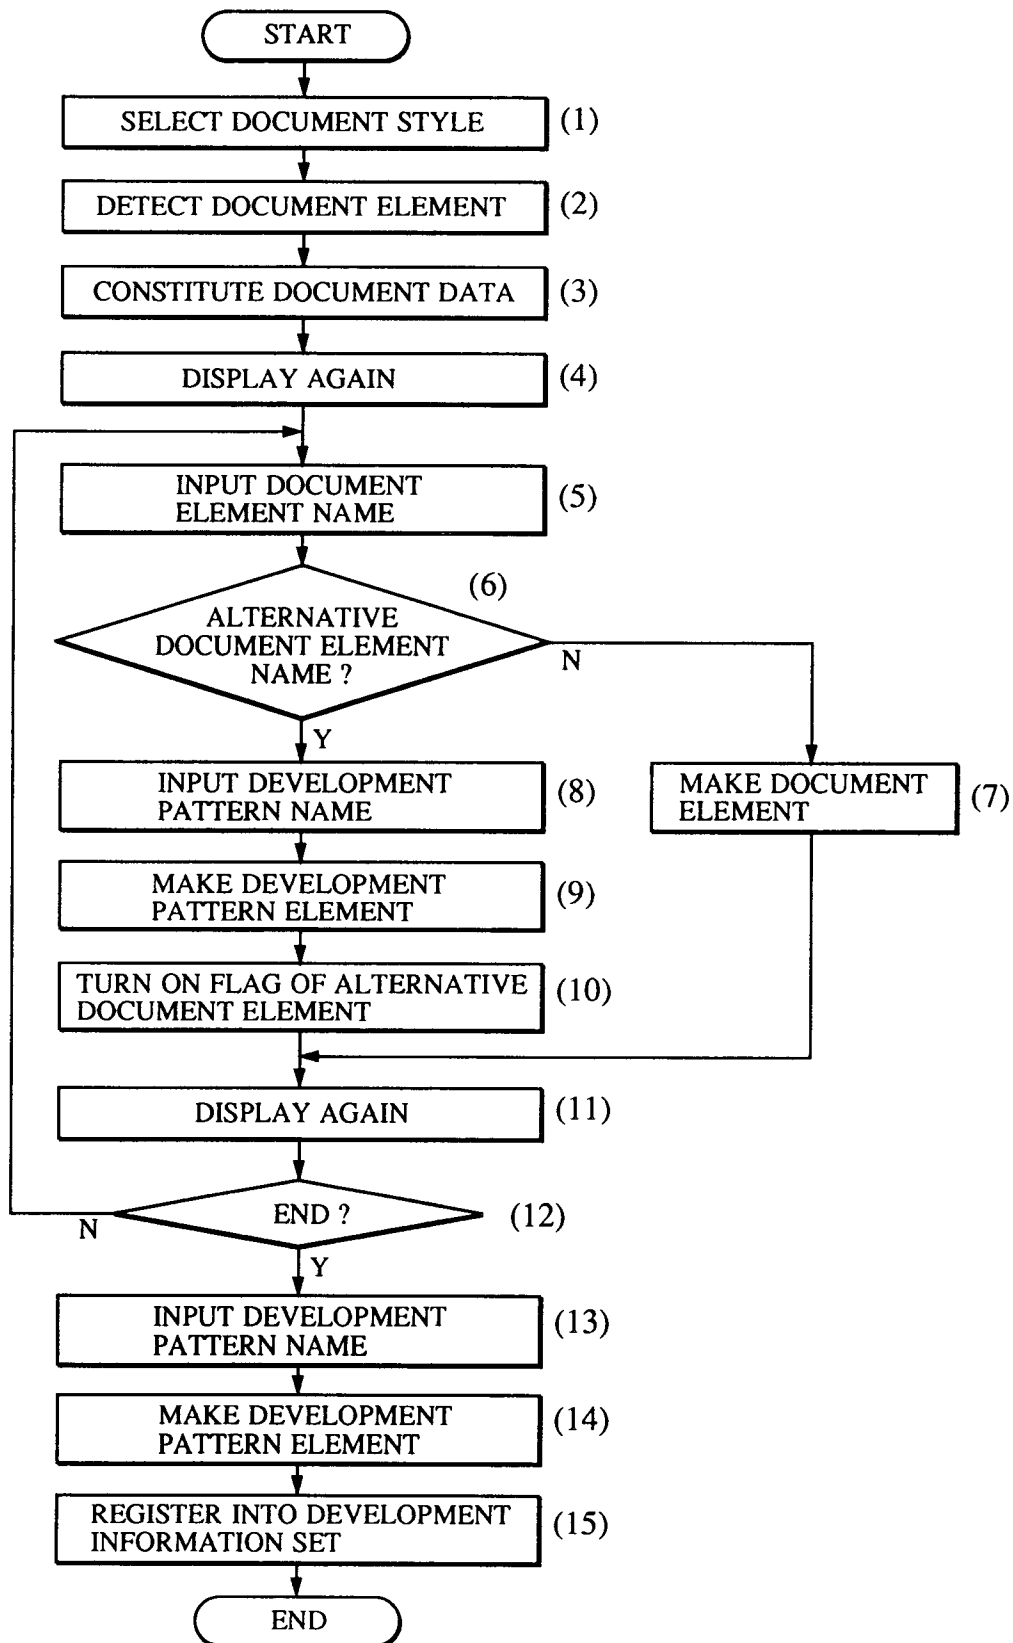 START
SELECT DOCUMENT STYLE (1)
DETECT DOCUMENT ELEMENT (2)
CONSTITUTE DOCUMENT DATA (3)
DISPLAY AGAIN (4)
INPUT DOCUMENT
ELEMENT NAME
(5)
(6)
ALTERNATIVE
DOCUMENT ELEMENT
NAME ?
N
Y
INPUT DEVELOPMENT
PATTERN NAME
(8)
MAKE DOCUMENT
ELEMENT
(7)
MAKE DEVELOPMENT
PATTERN ELEMENT
(9)
TURN ON FLAG OF ALTERNATIVE
DOCUMENT ELEMENT
(10)
DISPLAY AGAIN (11)
END ? (12)
N
Y
INPUT DEVELOPMENT
PATTERN NAME
(13)
MAKE DEVELOPMENT
PATTERN ELEMENT
(14)
REGISTER INTO DEVELOPMENT
INFORMATION SET
(15)
END